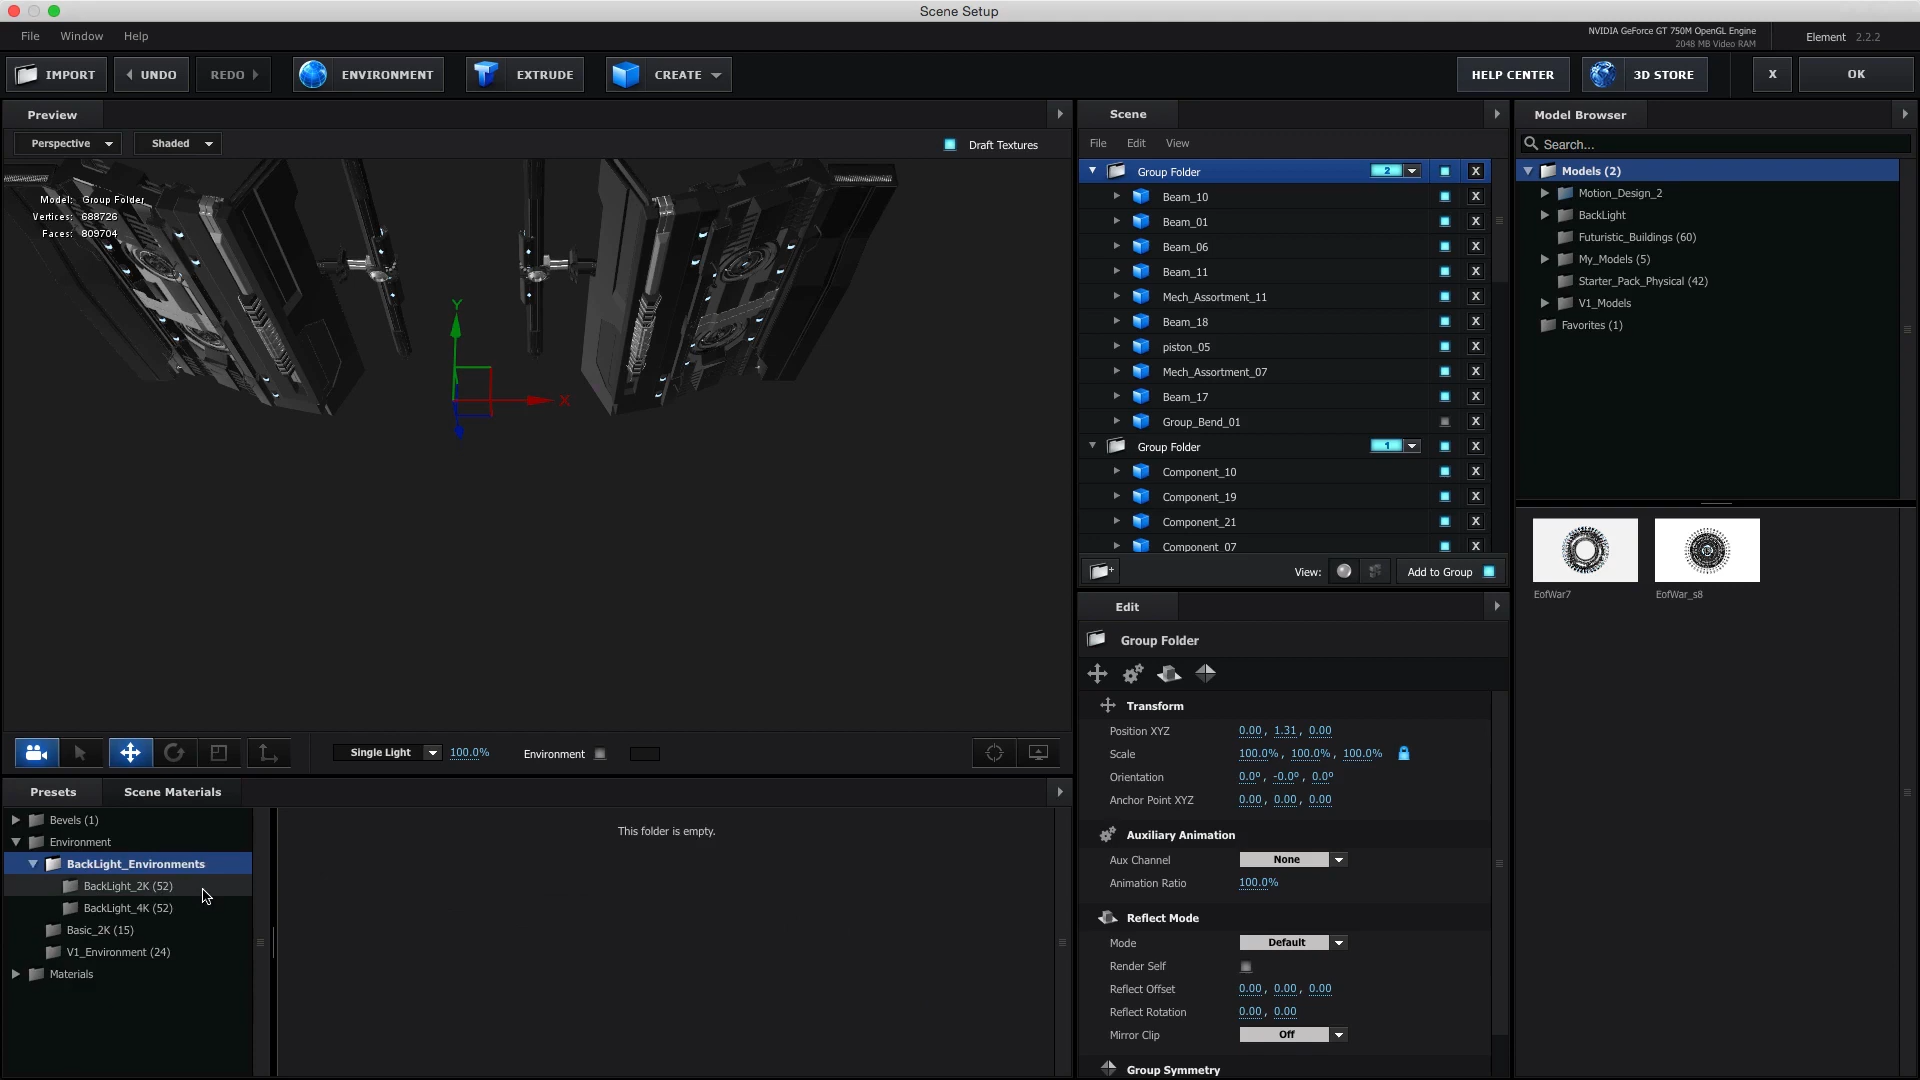 Scene Setup
File Window Help
NVIDIA GeForce GT 750M OpenGL Engine
2048 MB Video RAM
Element 2.2.2
IMPORT UNDO REDO ENVIRONMENT EXTRUDE CREATE HELP CENTER 3D STORE X OK
Preview
Perspective Shaded Draft Textures
Model: Group Folder
Vertices: 688726
Faces: 809704
Y
X
Single Light 100.0% Environment
Presets Scene Materials
Bevels (1)
Environment
BackLight_Environments
BackLight_2K (52)
BackLight_4K (52)
Basic_2K (15)
V1_Environment (24)
Materials
This folder is empty.
Scene
File Edit View
Group Folder 2 X
Beam_10 X
Beam_01 X
Beam_06 X
Beam_11 X
Mech_Assortment_11 X
Beam_18 X
piston_05 X
Mech_Assortment_07 X
Beam_17 X
Group_Bend_01 X
Group Folder 1 X
Component_10 X
Component_19 X
Component_21 X
Component_07 X
View: Add to Group
Edit
Group Folder
Transform
Position XYZ 0.00, 1.31, 0.00
Scale 100.0%, 100.0%, 100.0%
Orientation 0.0º, -0.0º, 0.0º
Anchor Point XYZ 0.00, 0.00, 0.00
Auxiliary Animation
Aux Channel None
Animation Ratio 100.0%
Reflect Mode
Mode Default
Render Self
Reflect Offset 0.00, 0.00, 0.00
Reflect Rotation 0.00, 0.00
Mirror Clip Off
Group Symmetry
Model Browser
Search...
Models (2)
Motion_Design_2
BackLight
Futuristic_Buildings (60)
My_Models (5)
Starter_Pack_Physical (42)
V1_Models
Favorites (1)
EofWar7 EofWar_s8